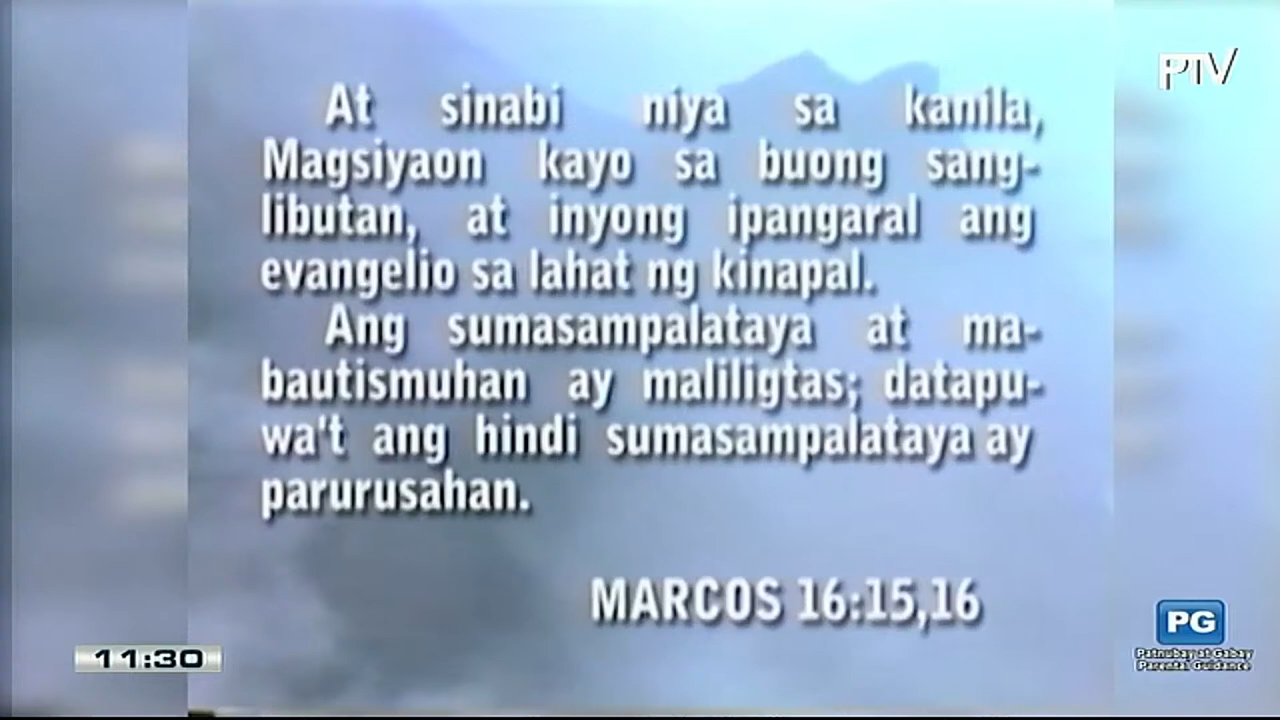 PTV
At sinabi niya sa kanila,
Magsiyaon kayo sa buong sang-
libutan, at inyong ipangaral ang
evangelio sa lahat ng kinapal.
Ang sumasampalataya at ma-
bautismuhan ay maliligtas; datapu-
wa't ang hindi sumasampalataya ay
parurusahan.
MARCOS 16:15,16
PG
11:30
Patnubay at Gabay
Parental Guidance